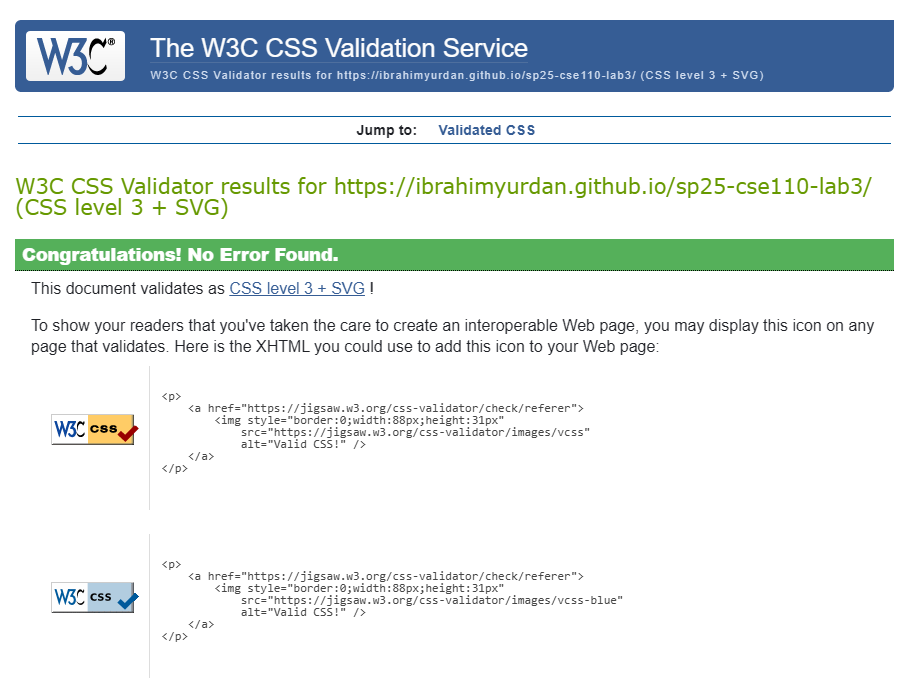 W3C®
The W3C CSS Validation Service
W3C CSS Validator results for https://ibrahimyurdan.github.io/sp25-cse110-lab3/ (CSS level 3 + SVG)
Jump to: Validated CSS
W3C CSS Validator results for https://ibrahimyurdan.github.io/sp25-cse110-lab3/
(CSS level 3 + SVG)
Congratulations! No Error Found.
This document validates as CSS level 3 + SVG !
To show your readers that you've taken the care to create an interoperable Web page, you may display this icon on any
page that validates. Here is the XHTML you could use to add this icon to your Web page:
W3C css
<p>
    <a href="https://jigsaw.w3.org/css-validator/check/referer">
        <img style="border:0;width:88px;height:31px"
            src="https://jigsaw.w3.org/css-validator/images/vcss"
            alt="Valid CSS!" />
    </a>
</p>
W3C css
<p>
    <a href="https://jigsaw.w3.org/css-validator/check/referer">
        <img style="border:0;width:88px;height:31px"
            src="https://jigsaw.w3.org/css-validator/images/vcss-blue"
            alt="Valid CSS!" />
    </a>
</p>